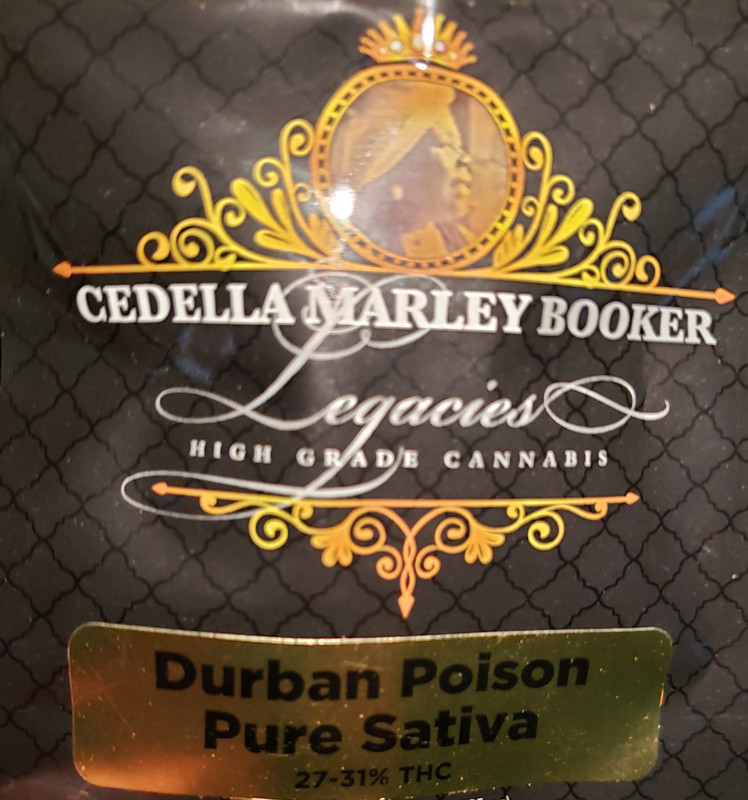 CEDELLA MARLEY BOOKER
Legacies
HIGH GRADE CANNABIS
Durban Poison
Pure Sativa
27-31% THC